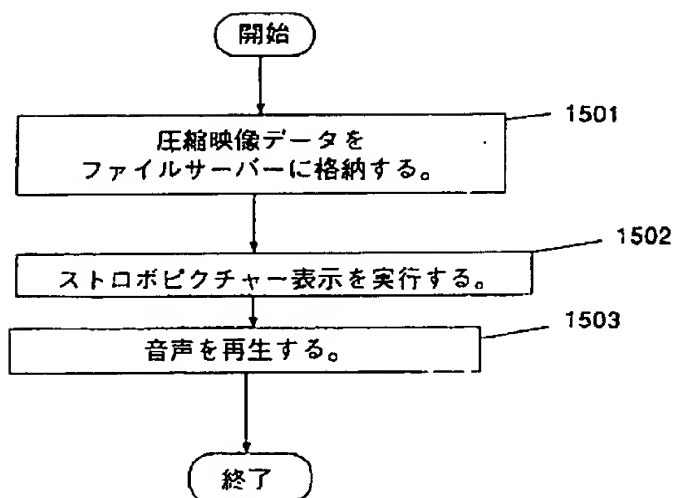 開始
1501
圧縮映像データを
ファイルサーバーに格納する。
1502
ストロボピクチャー表示を実行する。
1503
音声を再生する。
終了